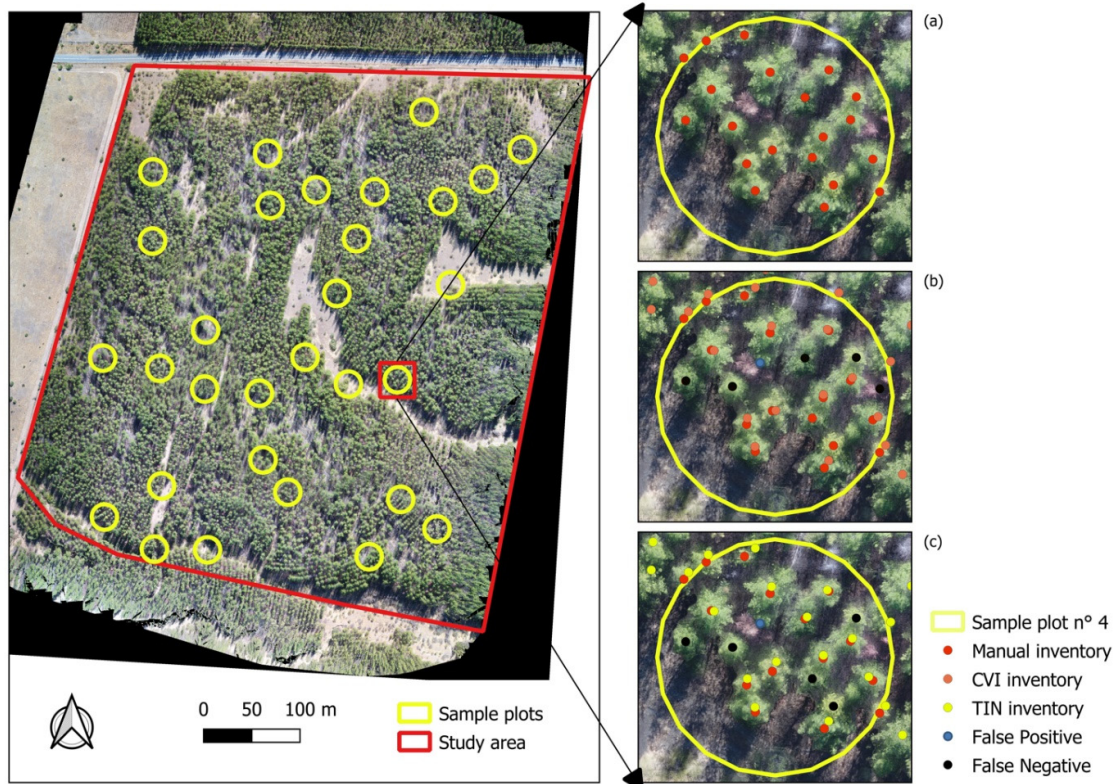 (a)
(b)
(c)
0 50 100 m
Sample plots
Study area
Sample plot n° 4
Manual inventory
CVI inventory
TIN inventory
False Positive
False Negative